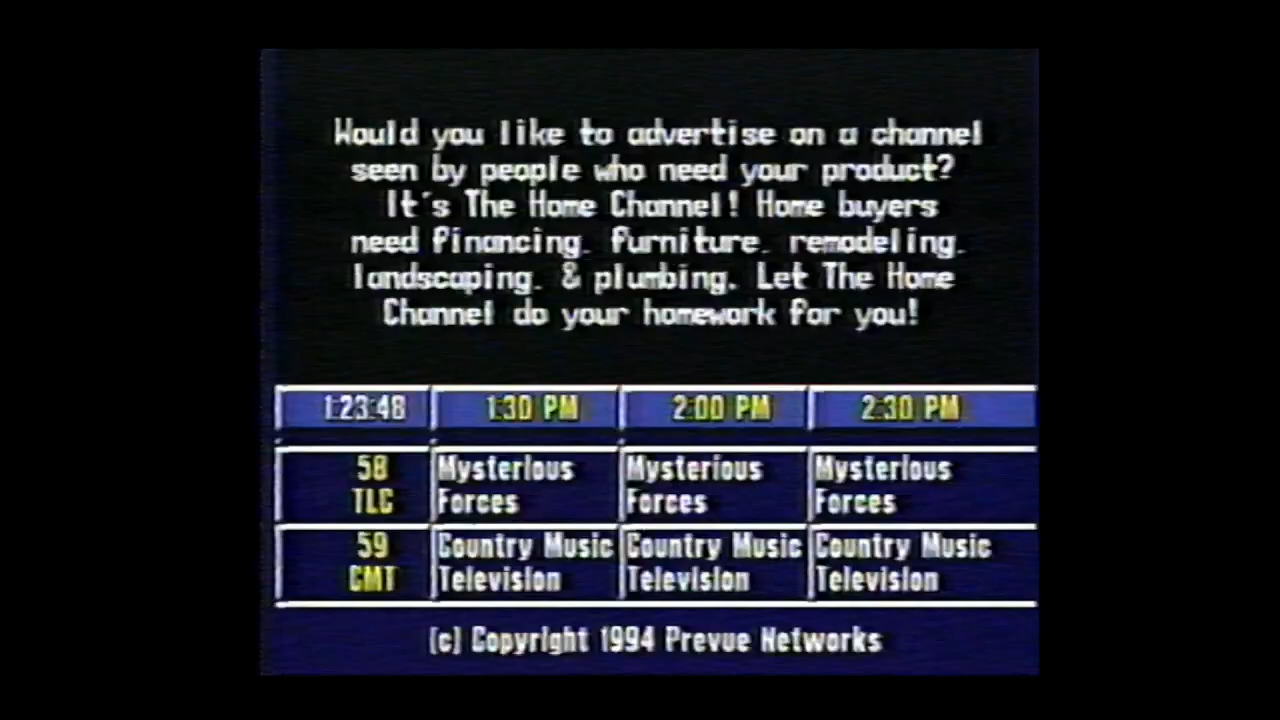 Would you like to advertise on a channel
seen by people who need your product?
It's The Home Channel! Home buyers
need financing, furniture, remodeling,
landscaping, & plumbing. Let The Home
Channel do your homework for you!
1:23:48 1:30 PM 2:00 PM 2:30 PM
58 Mysterious Mysterious Mysterious
TLC Forces Forces Forces
59 Country Music Country Music Country Music
CMT Television Television Television
(c) Copyright 1994 Prevue Networks